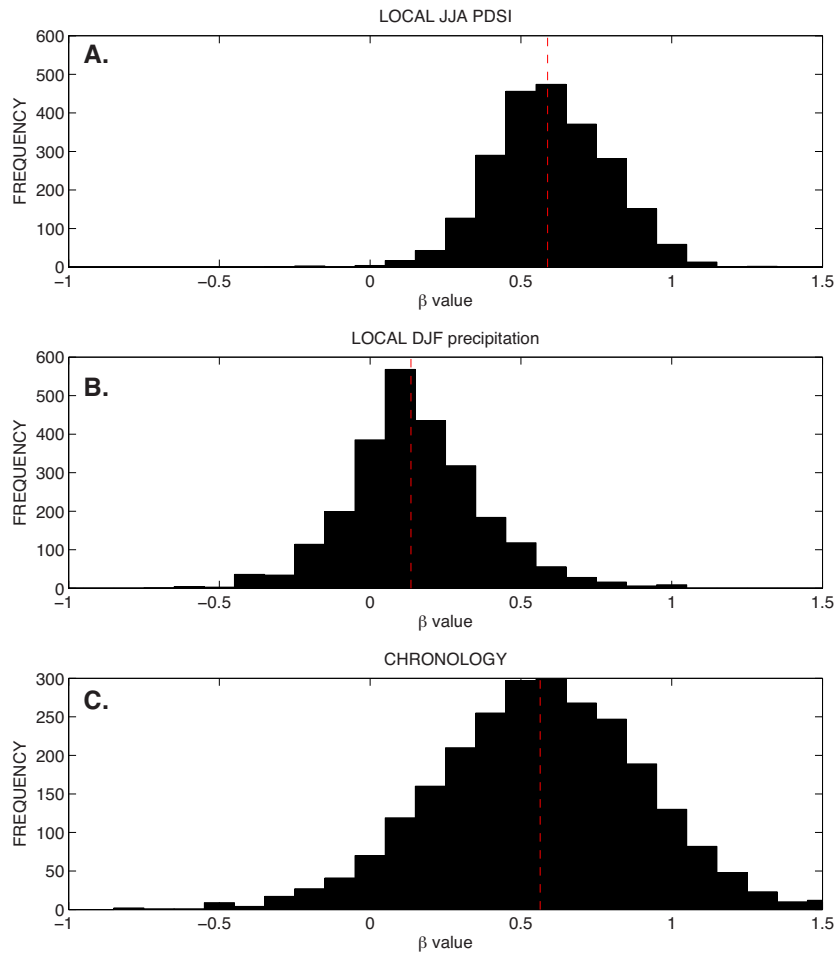 LOCAL JJA PDSI
A.
600
500
400
300
200
100
0
FREQUENCY
−1 −0.5 0 0.5 1 1.5
β value
LOCAL DJF precipitation
B.
600
500
400
300
200
100
0
FREQUENCY
−1 −0.5 0 0.5 1 1.5
β value
CHRONOLOGY
C.
300
250
200
150
100
50
0
FREQUENCY
−1 −0.5 0 0.5 1 1.5
β value